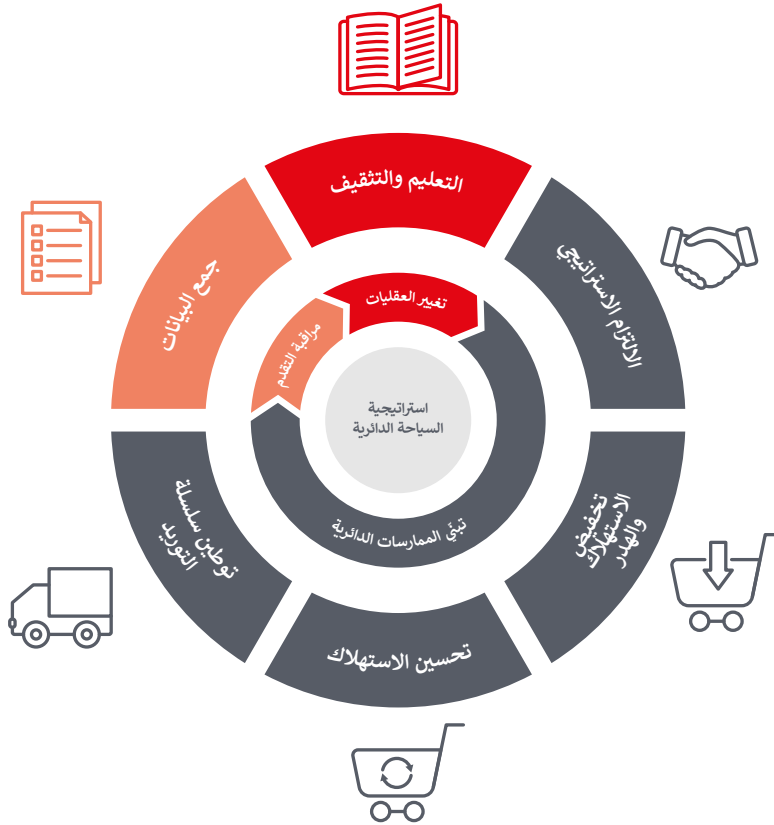 التعليم والتثقيف
الالتزام الاستراتيجي
تخفيض
الاستهلاك
والهدر
تحسين الاستهلاك
توطين سلسلة
التوريد
جمع البيانات
تغيير العقليات
تبنّي الممارسات الدائرية
مراقبة التقدم
استراتيجية
السياحة الدائرية